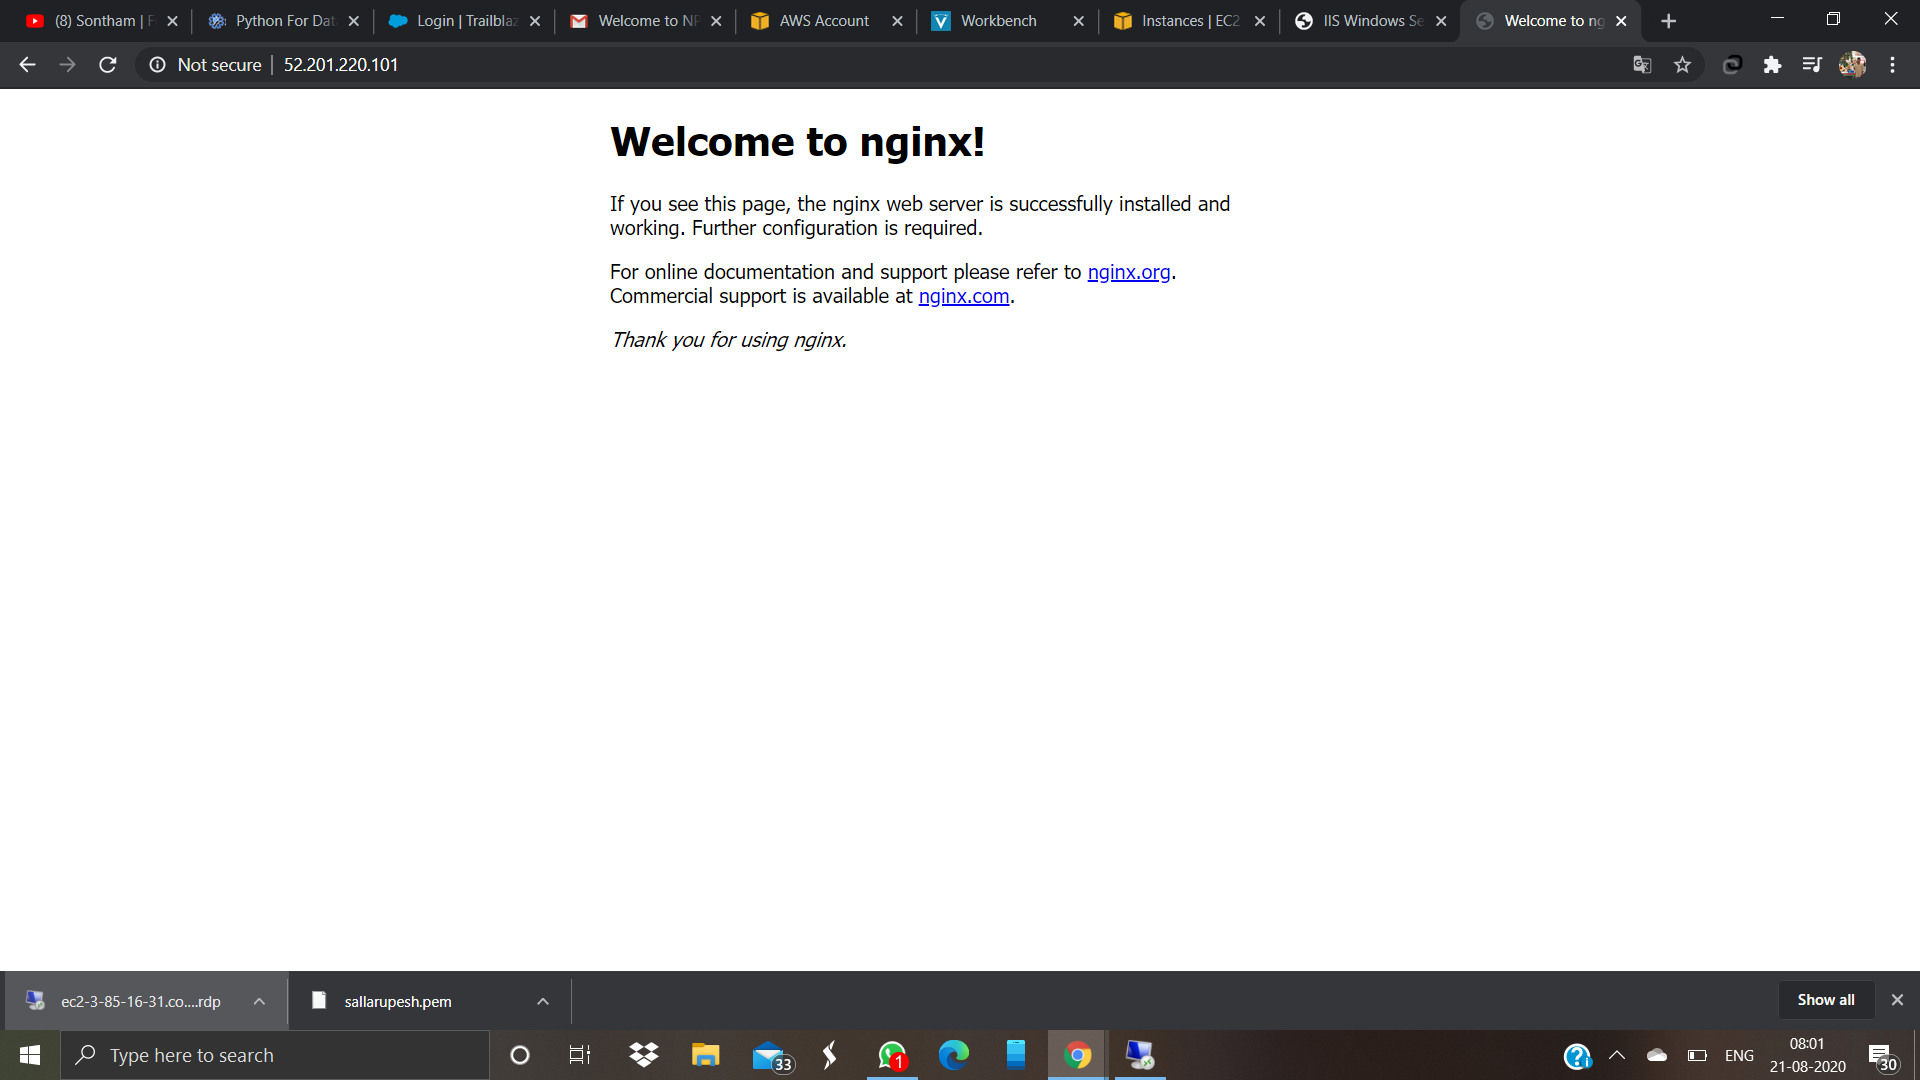 (8) Sontham | F
Python For Dat
Login | Trailblaz
Welcome to NP
AWS Account
Workbench
Instances | EC2
IIS Windows Se
Welcome to ng
Not secure | 52.201.220.101
Welcome to nginx!
If you see this page, the nginx web server is successfully installed and
working. Further configuration is required.
For online documentation and support please refer to nginx.org.
Commercial support is available at nginx.com.
Thank you for using nginx.
ec2-3-85-16-31.co....rdp
sallarupesh.pem
Show all
Type here to search
33
1
ENG
08:01
21-08-2020
30